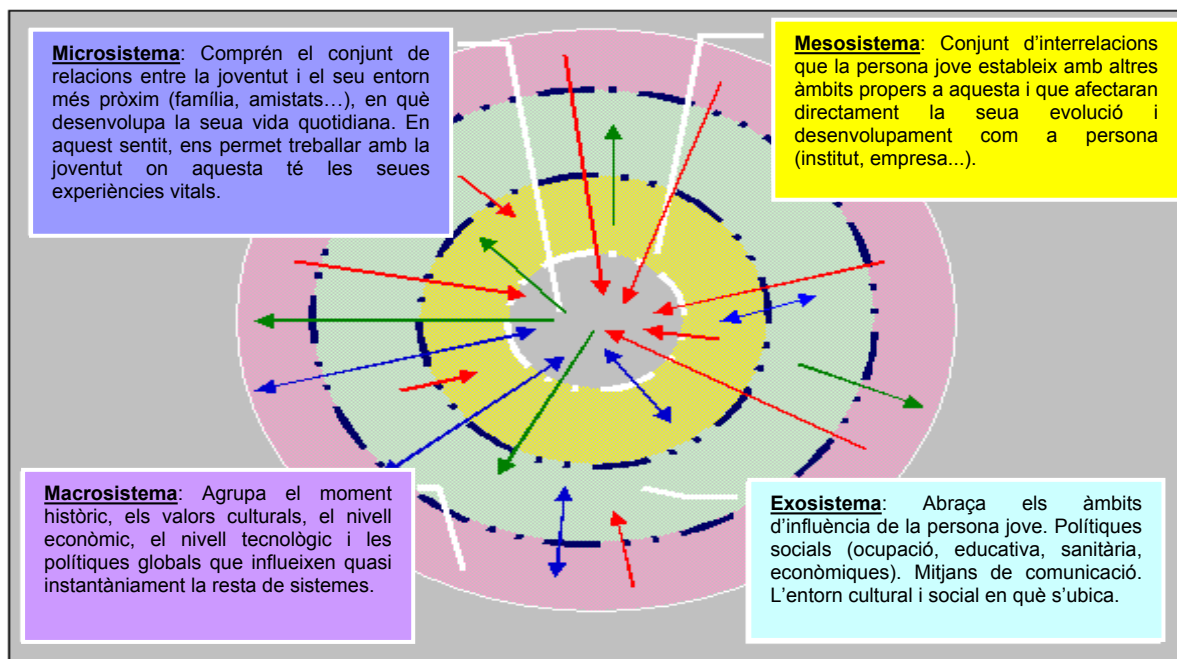 Microsistema: Comprén el conjunt de
relacions entre la joventut i el seu entorn
més pròxim (família, amistats…), en què
desenvolupa la seua vida quotidiana. En
aquest sentit, ens permet treballar amb la
joventut on aquesta té les seues
experiències vitals.
Mesosistema: Conjunt d’interrelacions
que la persona jove estableix amb altres
àmbits propers a aquesta i que afectaran
directament la seua evolució i
desenvolupament com a persona
(institut, empresa...).
Macrosistema: Agrupa el moment
històric, els valors culturals, el nivell
econòmic, el nivell tecnològic i les
polítiques globals que influeixen quasi
instantàniament la resta de sistemes.
Exosistema: Abraça els àmbits
d’influència de la persona jove. Polítiques
socials (ocupació, educativa, sanitària,
econòmiques). Mitjans de comunicació.
L’entorn cultural i social en què s’ubica.